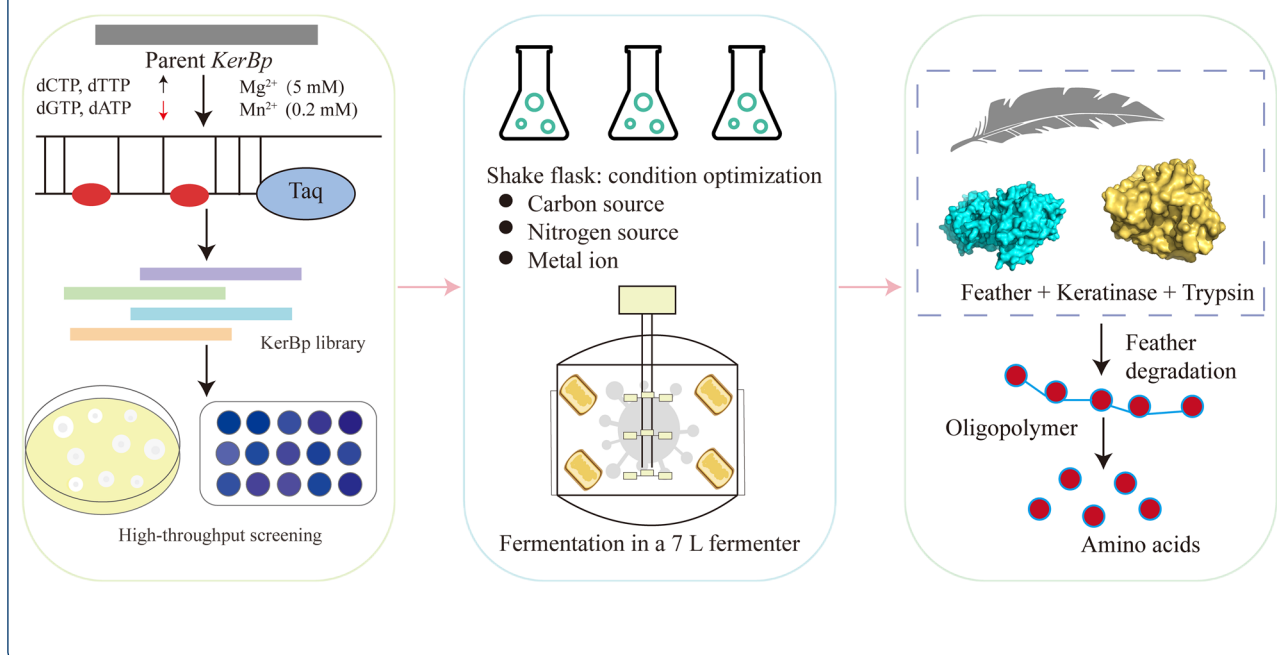 Parent KerBp
dCTP, dTTP ↑ Mg²⁺ (5 mM)
dGTP, dATP ↓ Mn²⁺ (0.2 mM)
Taq
KerBp library
High-throughput screening
Shake flask: condition optimization
● Carbon source
● Nitrogen source
● Metal ion
Fermentation in a 7 L fermenter
Feather + Keratinase + Trypsin
Feather
degradation
Oligopolymer
Amino acids